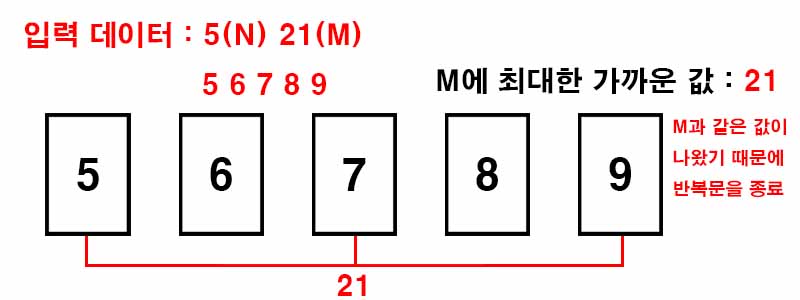 입력 데이터 : 5(N) 21(M)
5 6 7 8 9
M에 최대한 가까운 값 : 21
M과 같은 값이
나왔기 때문에
반복문을 종료
5 6 7 8 9
21